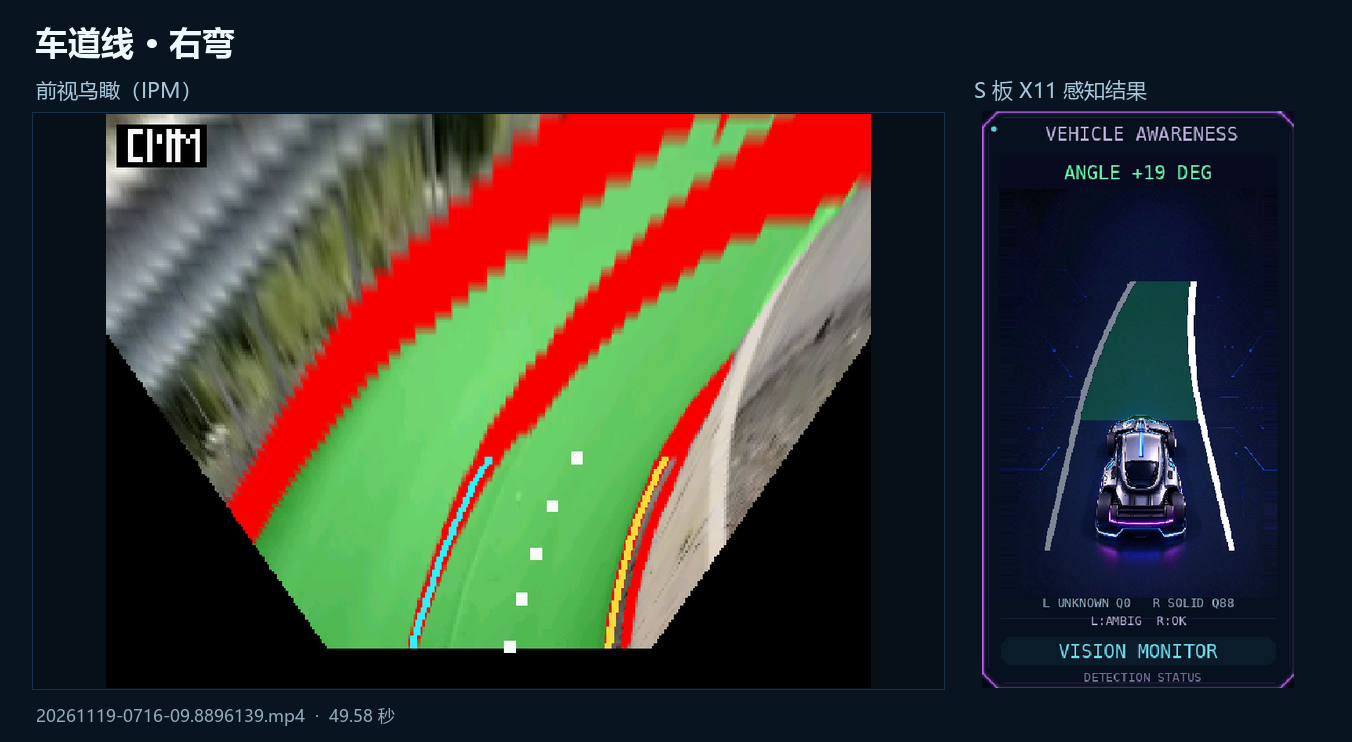 车道线·右弯
前视鸟瞰（IPM）
S 板 X11 感知结果
VEHICLE AWARENESS
ANGLE +19 DEG
L UNKNOWN Q0 R SOLID Q88
L:AMBIG R:OK
VISION MONITOR
DETECTION STATUS
20261119-0716-09.8896139.mp4 · 49.58 秒